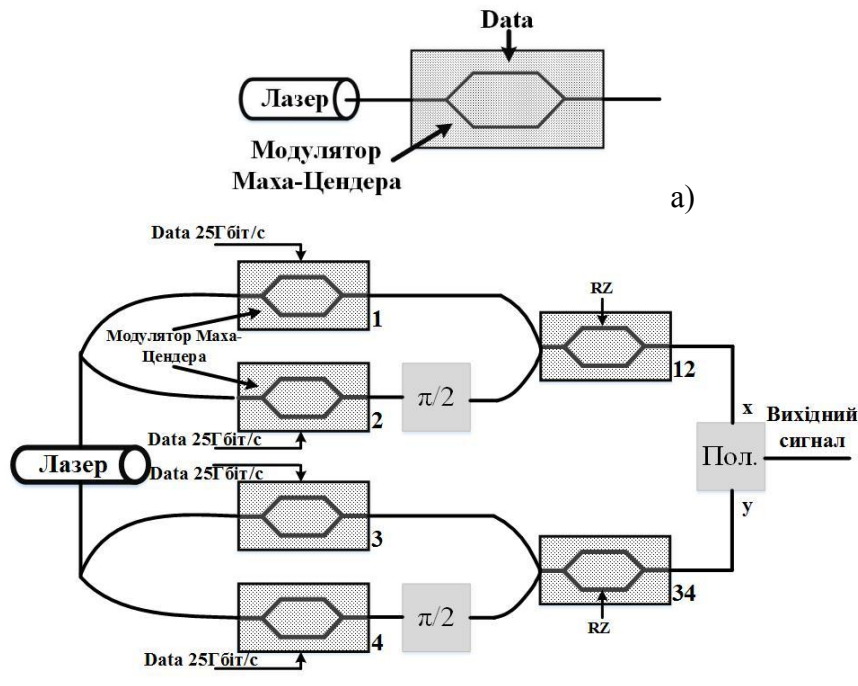 Data
Лазер
Модулятор
Маха-Цендера
а)
Data 25Гбіт/с
RZ
1
Модулятор Маха-
Цендера
12
π/2
2
x
Вихідний
сигнал
Data 25Гбіт/с
Лазер
Data 25Гбіт/с
Пол.
y
3
34
π/2
4
RZ
Data 25Гбіт/с